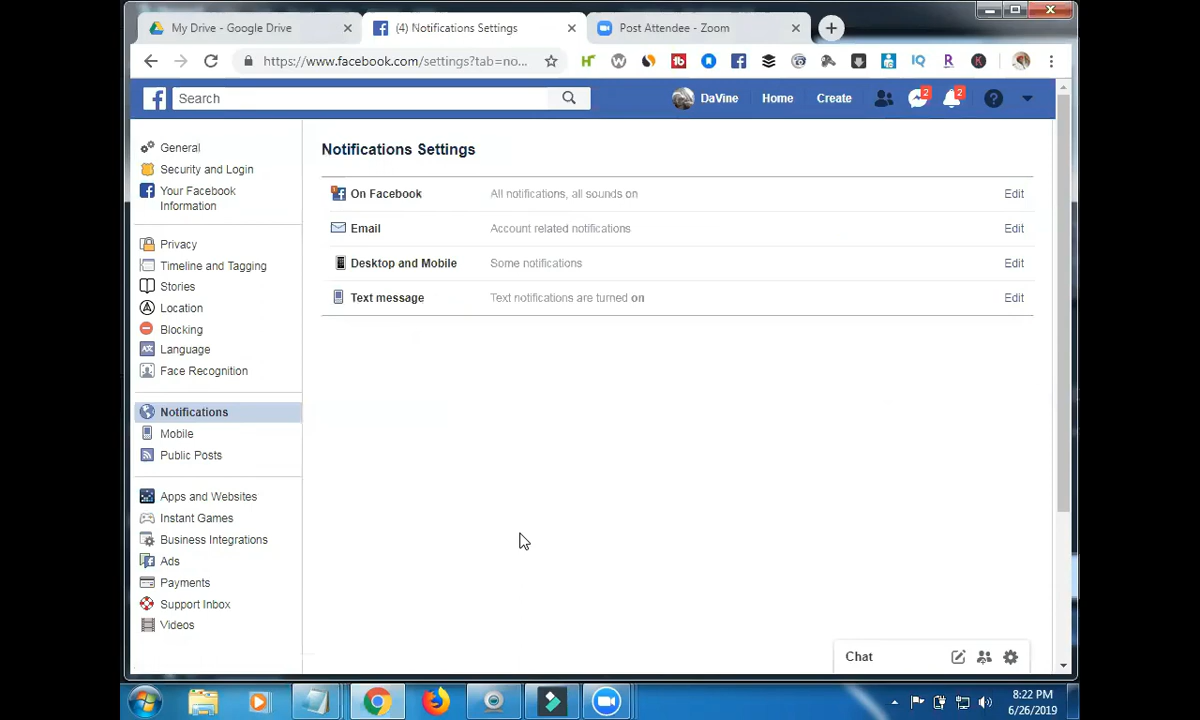 My Drive - Google Drive
(4) Notifications Settings
Post Attendee - Zoom
https://www.facebook.com/settings?tab=no...
Search
DaVine
Home
Create
2
2
General
Security and Login
Your Facebook
Information
Privacy
Timeline and Tagging
Stories
Location
Blocking
Language
Face Recognition
Notifications
Mobile
Public Posts
Apps and Websites
Instant Games
Business Integrations
Ads
Payments
Support Inbox
Videos
Notifications Settings
On Facebook All notifications, all sounds on Edit
Email Account related notifications Edit
Desktop and Mobile Some notifications Edit
Text message Text notifications are turned on Edit
Chat
8:22 PM
6/26/2019